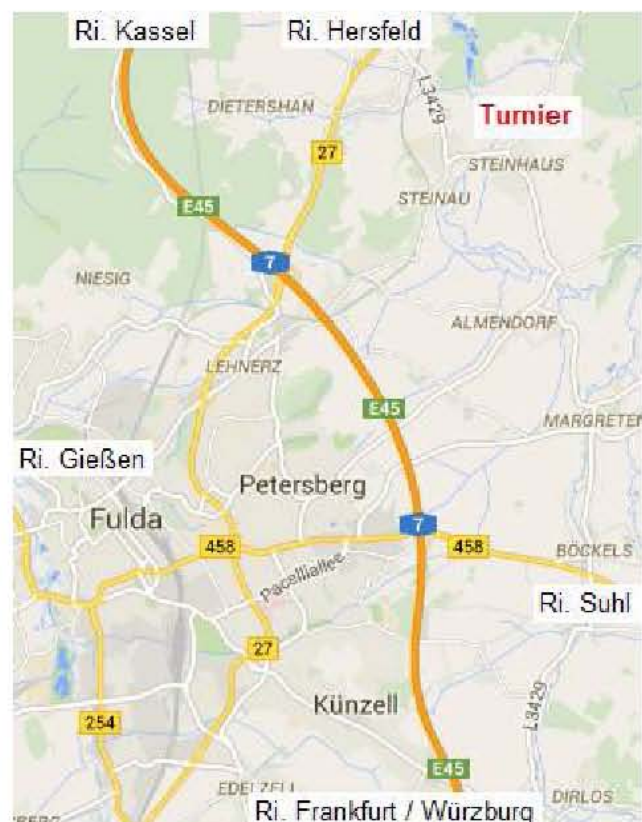 Ri. Kassel
Ri. Hersfeld
L3429
DIETERSHAN
Turnier
27
STEINHAUS
STEINAU
E45
7
NIESIG
ALMENDORF
LEHNERZ
E45
MARGRETEN
Ri. Gießen
Petersberg
Fulda
7
458
458
BÖCKELS
Pacelliallee
Ri. Suhl
27
Künzell
L3429
254
E45
EDELZELL
DIRLOS
BERG
Ri. Frankfurt / Würzburg